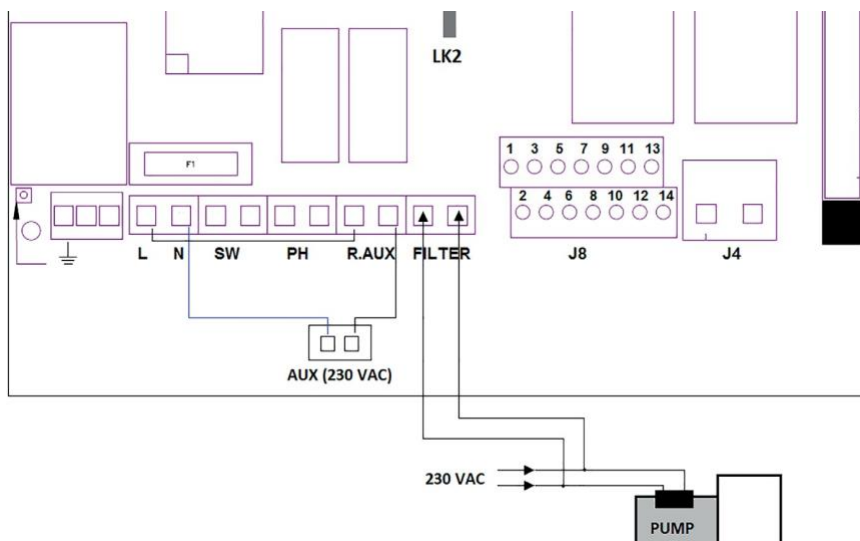 LK2
F1
1 3 5 7 9 11 13
2 4 6 8 10 12 14
L N SW PH R.AUX FILTER J8 J4
AUX (230 VAC)
230 VAC
PUMP